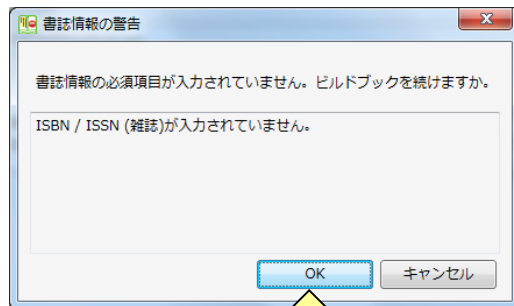 書誌情報の警告
書誌情報の必須項目が入力されていません。ビルドブックを続けますか。
ISBN / ISSN (雑誌)が入力されていません。
OK
キャンセル